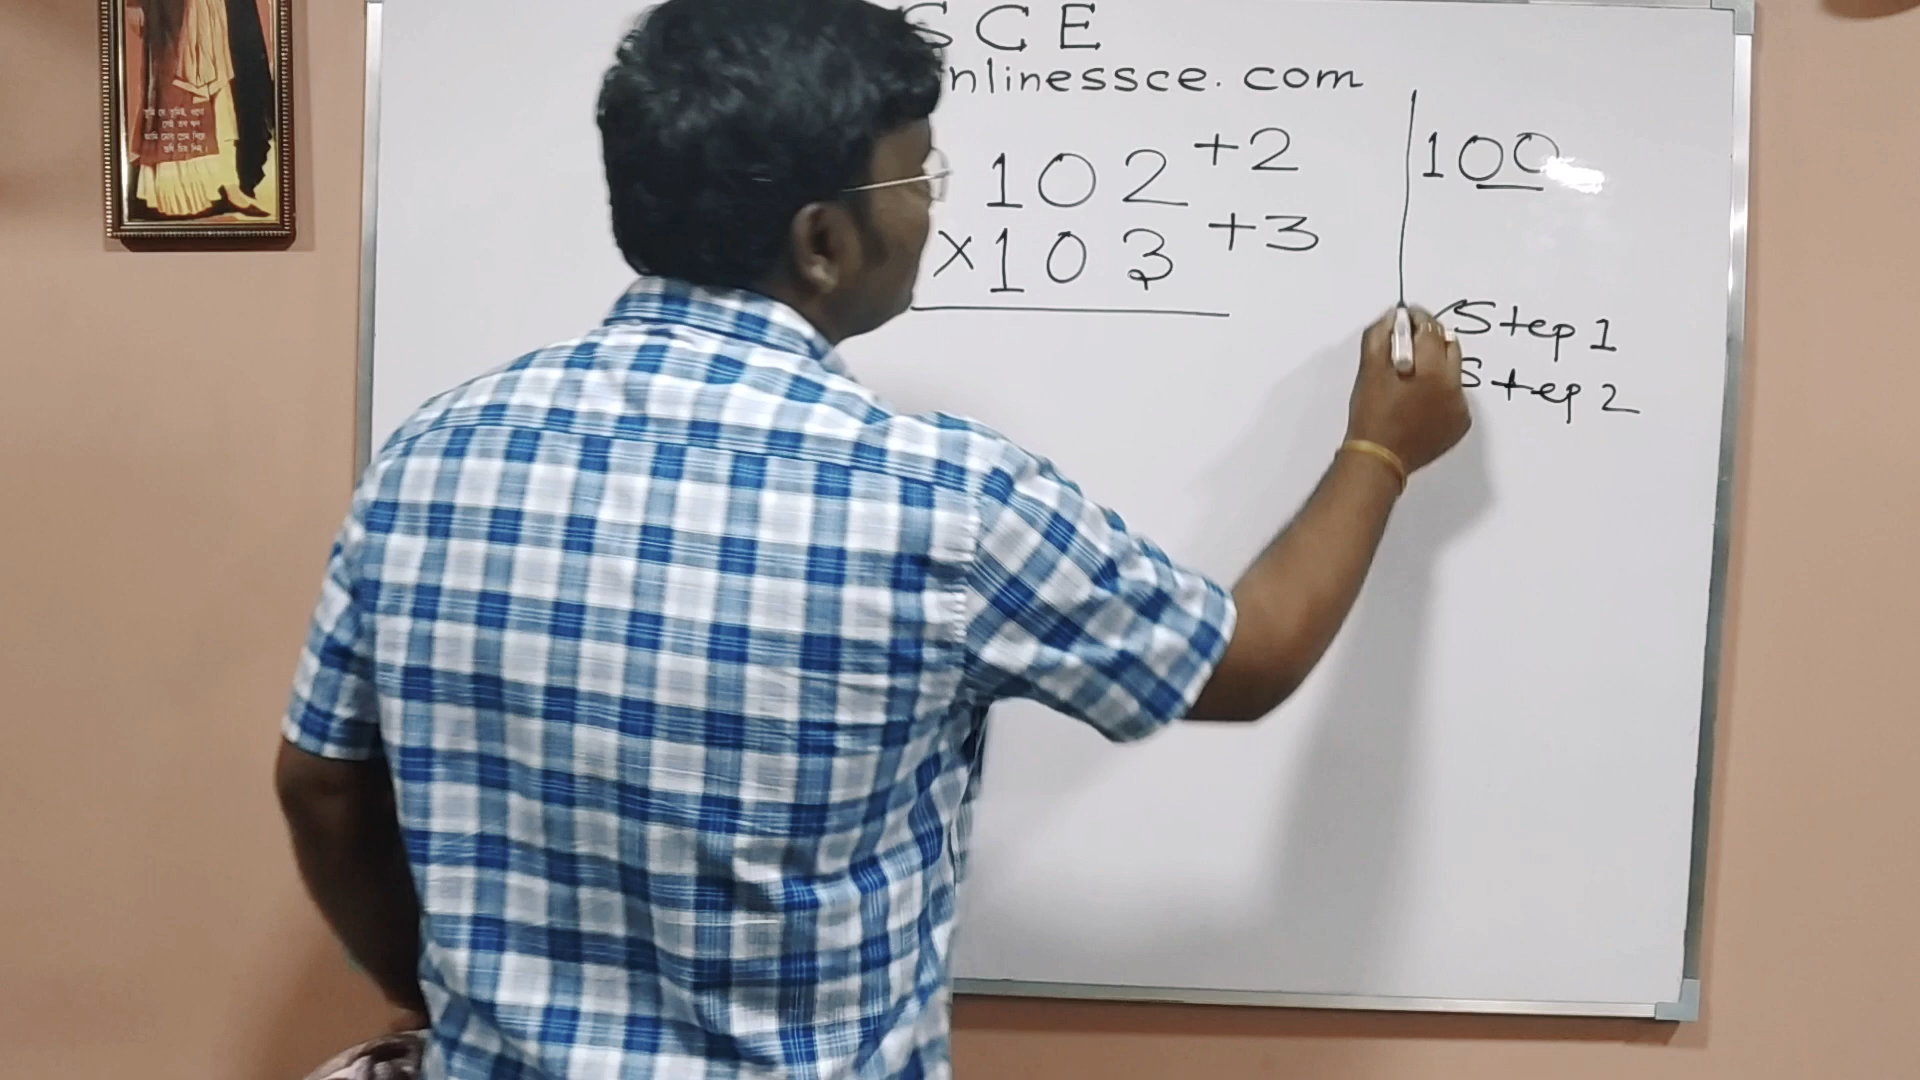 SCE
nlinessce.com
102 +2
×103 +3
100
Step 1
Step 2